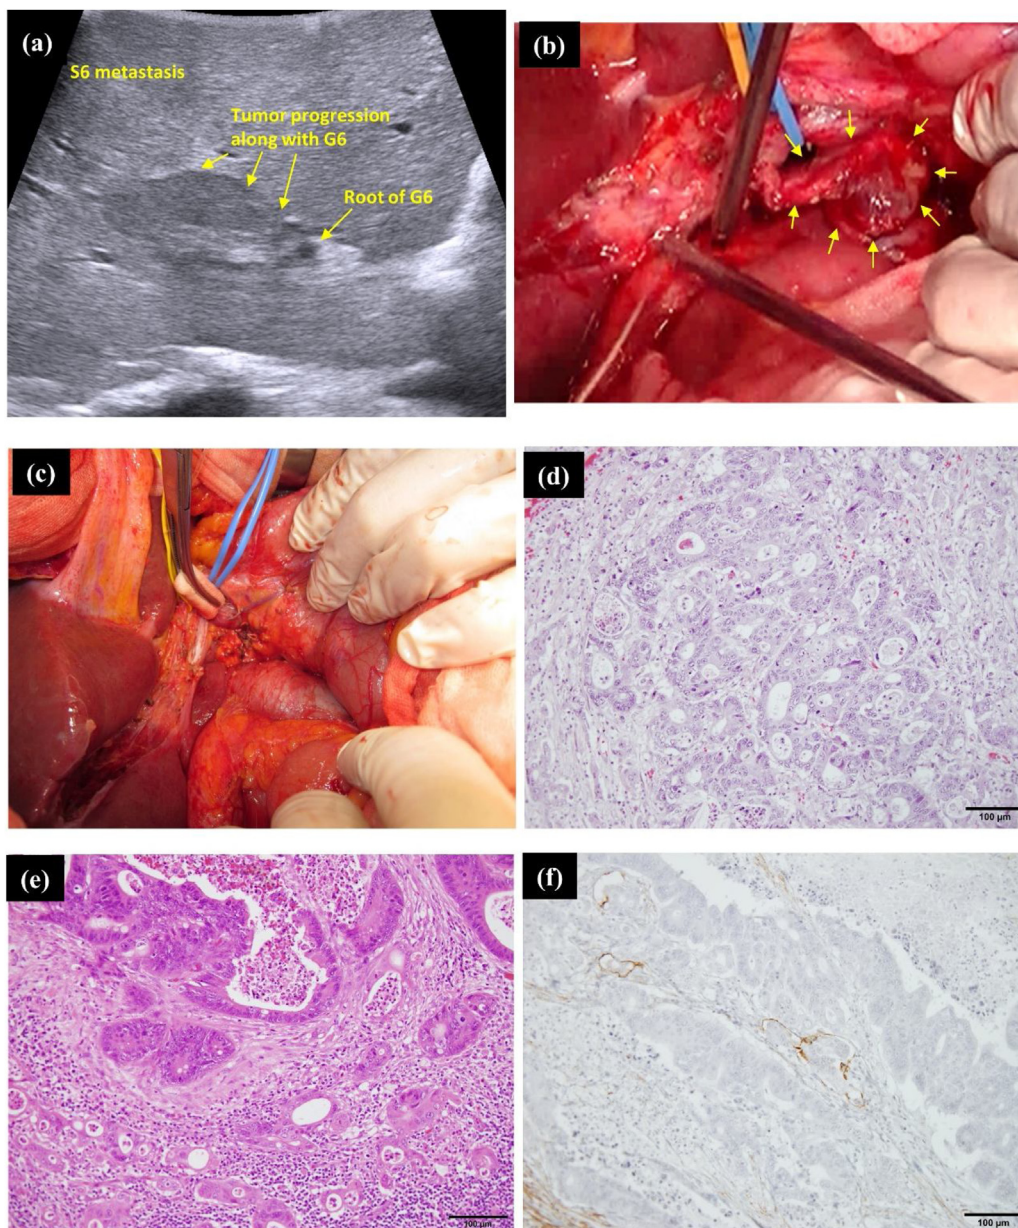 (a)
S6 metastasis
Tumor progression
along with G6
Root of G6
(b)
(c)
(d)
100 µm
(e)
100 µm
(f)
100 µm